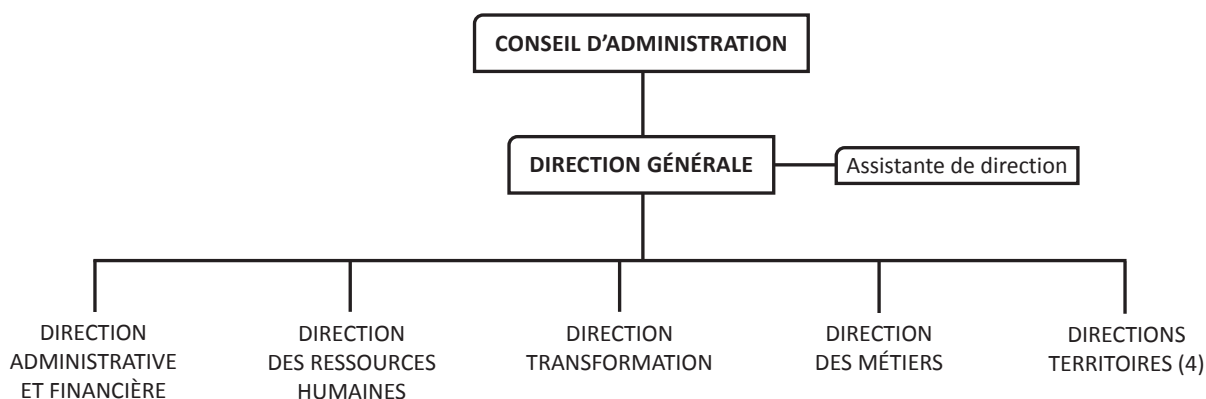 CONSEIL D’ADMINISTRATION
DIRECTION GÉNÉRALE
Assistante de direction
DIRECTION
ADMINISTRATIVE
ET FINANCIÈRE
DIRECTION
DES RESSOURCES
HUMAINES
DIRECTION
TRANSFORMATION
DIRECTION
DES MÉTIERS
DIRECTIONS
TERRITOIRES (4)